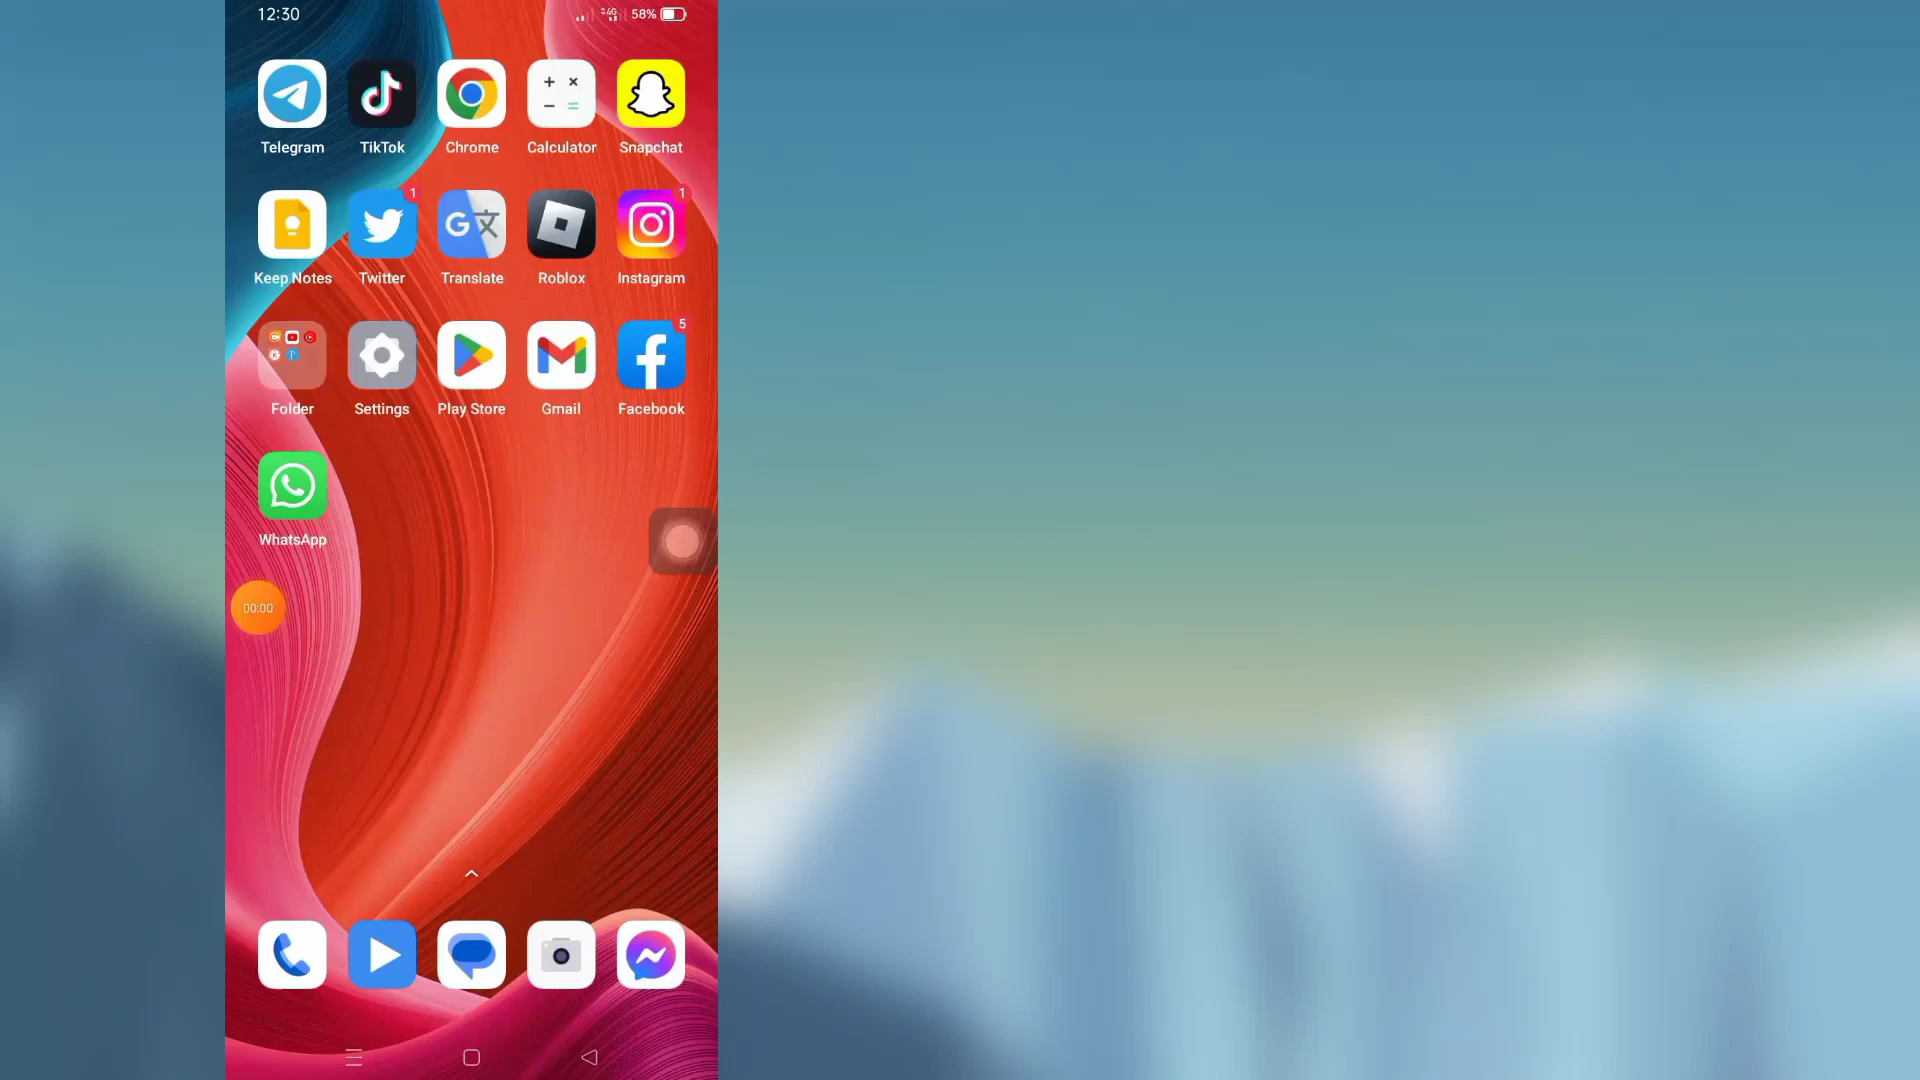 12:30
4G 58%
Telegram TikTok Chrome Calculator Snapchat
1 1
Keep Notes Twitter Translate Roblox Instagram
5
Folder Settings Play Store Gmail Facebook
WhatsApp
00:00